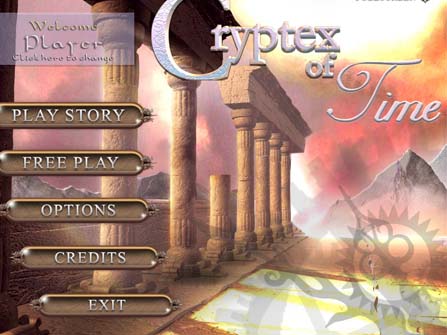 Welcome
Player
Click here to change
Cryptex
of
Time
PLAY STORY
FREE PLAY
OPTIONS
CREDITS
EXIT